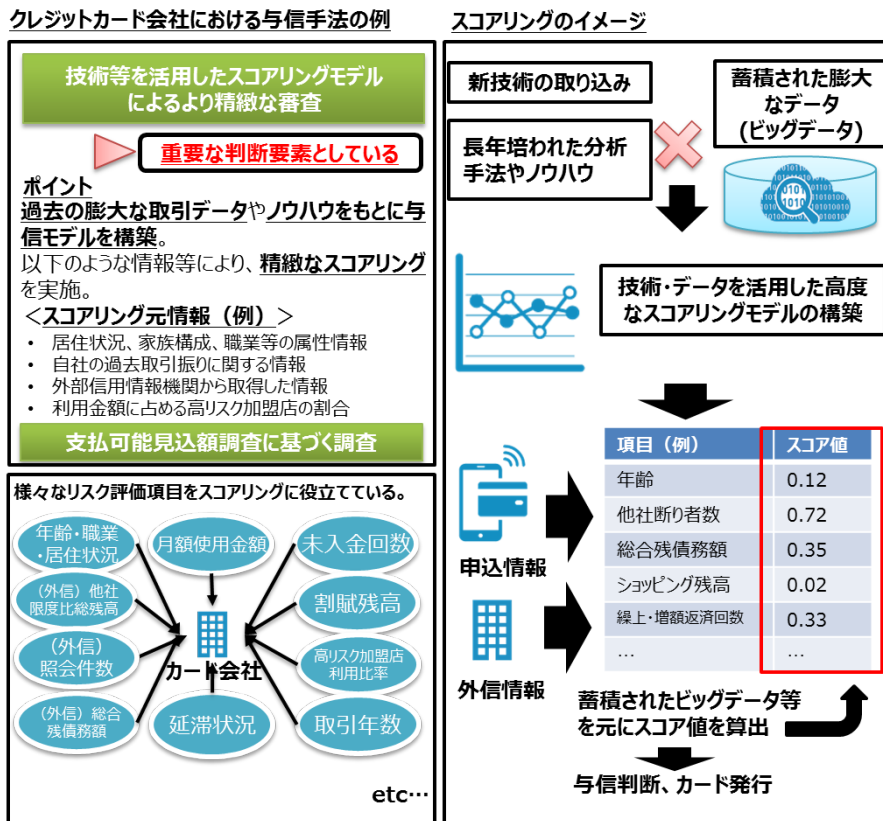 クレジットカード会社における与信手法の例
技術等を活用したスコアリングモデル
によるより精緻な審査
重要な判断要素としている
ポイント
過去の膨大な取引データやノウハウをもとに与
信モデルを構築。
以下のような情報等により、精緻なスコアリング
を実施。
＜スコアリング元情報（例）＞
・ 居住状況、家族構成、職業等の属性情報
・ 自社の過去取引振りに関する情報
・ 外部信用情報機関から取得した情報
・ 利用金額に占める高リスク加盟店の割合
支払可能見込額調査に基づく調査
様々なリスク評価項目をスコアリングに役立てている。
年齢・職業
・居住状況
月額使用金額
未入金回数
（外信）他社
限度比総残高
割賦残高
（外信）
照会件数
カード会社
高リスク加盟店
利用比率
（外信）総合
残債務額
延滞状況
取引年数
etc…
スコアリングのイメージ
新技術の取り込み
長年培われた分析
手法やノウハウ
蓄積された膨大
なデータ
(ビッグデータ)
技術・データを活用した高度
なスコアリングモデルの構築
項目（例） スコア値
年齢 0.12
他社断り者数 0.72
総合残債務額 0.35
ショッピング残高 0.02
繰上・増額返済回数 0.33
… …
申込情報
外信情報
蓄積されたビッグデータ等
を元にスコア値を算出
与信判断、カード発行